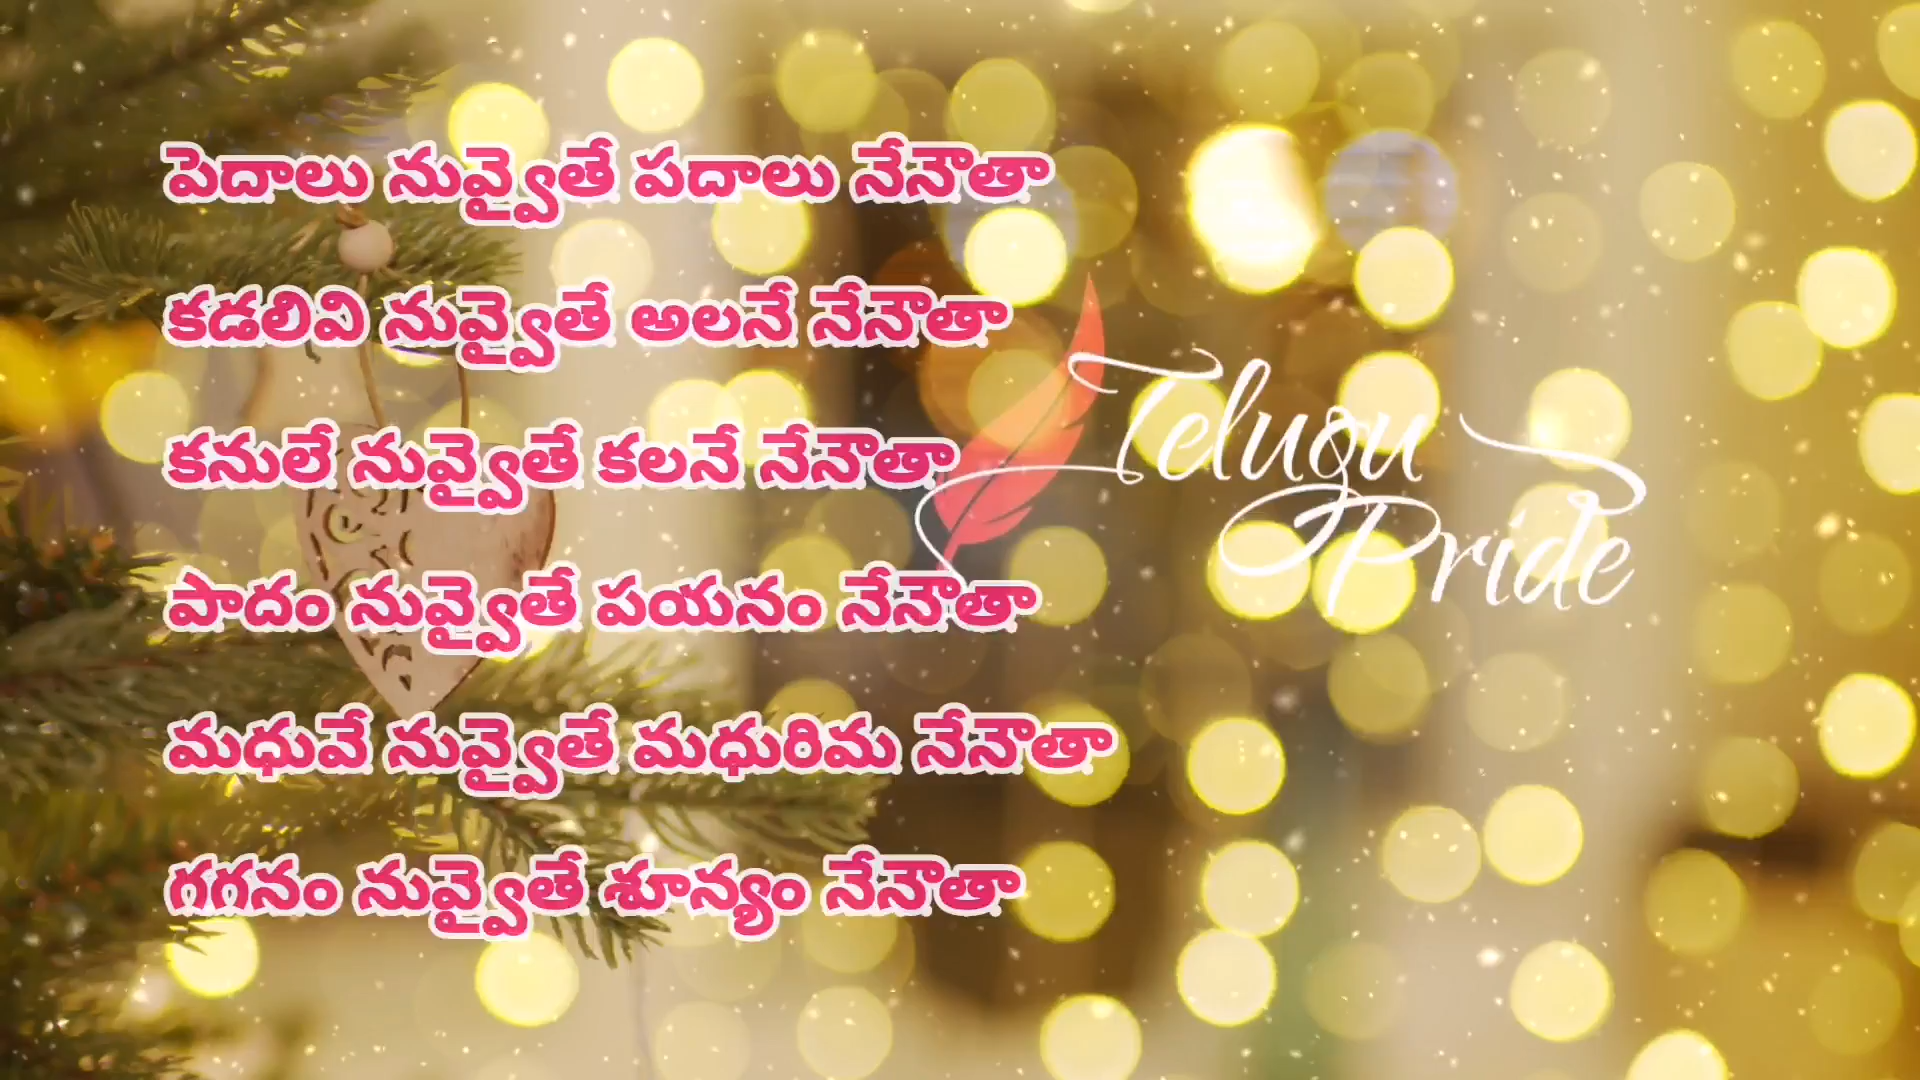 పెదాలు నువ్వైతే పదాలు నేనౌతా
కడలివి నువ్వైతే అలనే నేనౌతా
కనులే నువ్వైతే కలనే నేనౌతా
పాదం నువ్వైతే పయనం నేనౌతా
మధువే నువ్వైతే మధురిమ నేనౌతా
గగనం నువ్వైతే శూన్యం నేనౌతా
Telugu
Pride